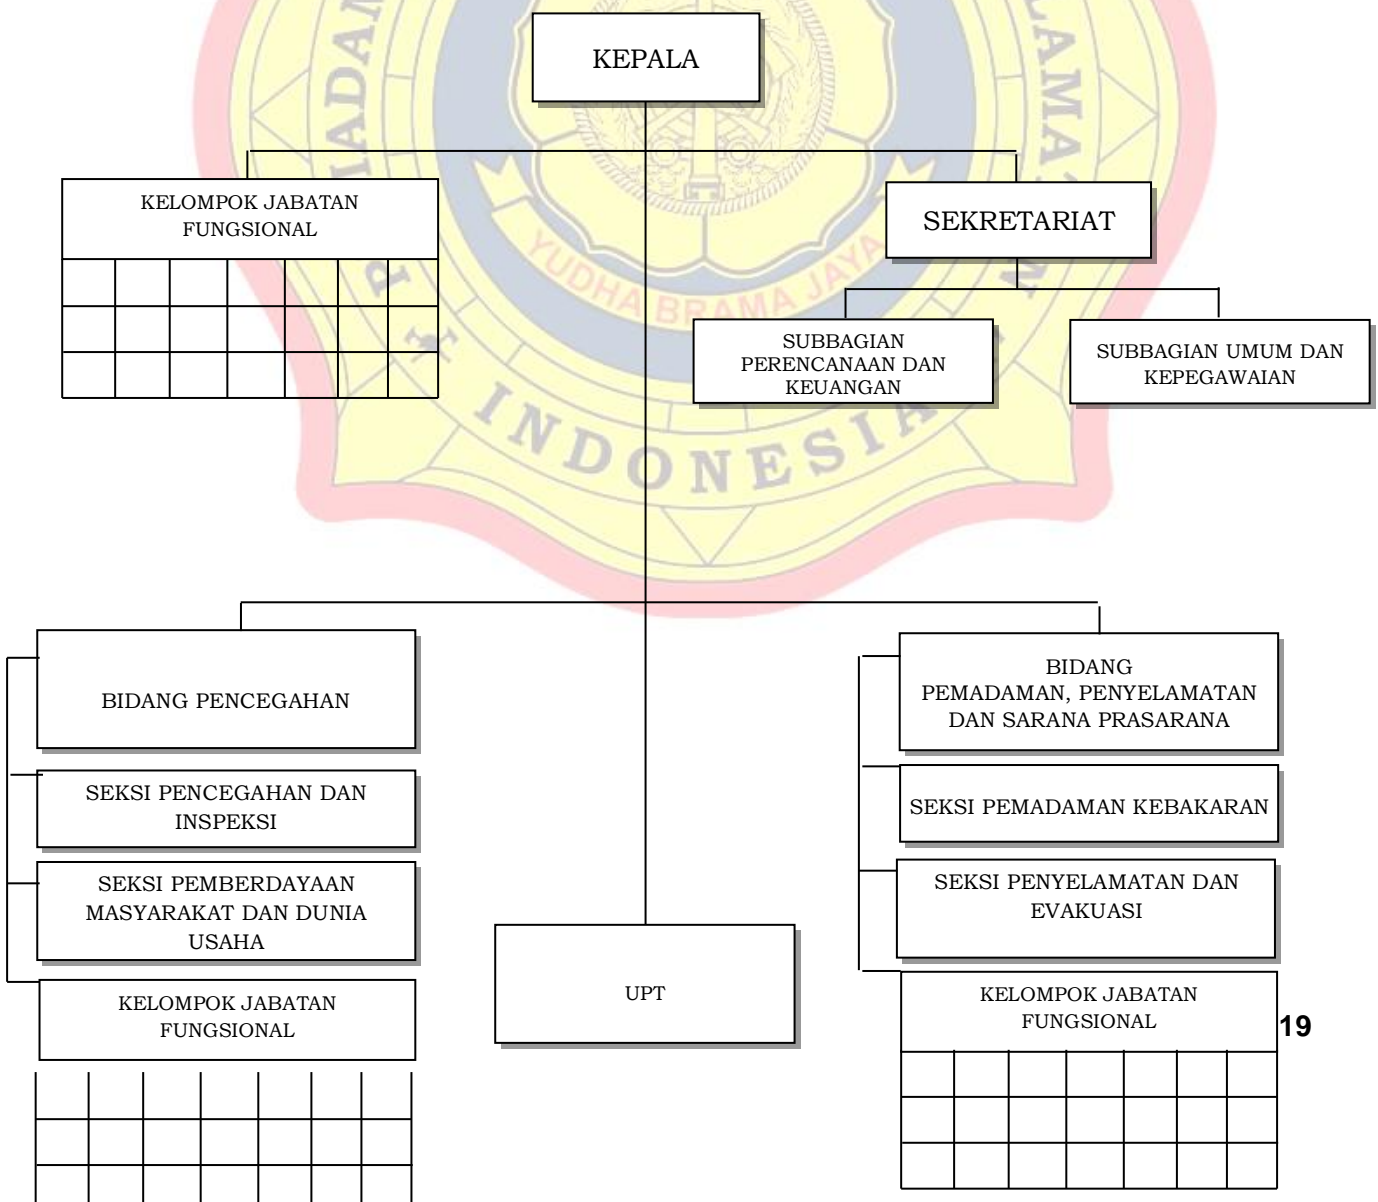 KEPALA
KELOMPOK JABATAN
FUNGSIONAL
SEKRETARIAT
SUBBAGIAN
PERENCANAAN DAN
KEUANGAN
SUBBAGIAN UMUM DAN
KEPEGAWAIAN
YUDHA BRAMA JAYA
INDONESIA
BIDANG PENCEGAHAN
SEKSI PENCEGAHAN DAN
INSPEKSI
SEKSI PEMBERDAYAAN
MASYARAKAT DAN DUNIA
USAHA
KELOMPOK JABATAN
FUNGSIONAL
UPT
BIDANG
PEMADAMAN, PENYELAMATAN
DAN SARANA PRASARANA
SEKSI PEMADAMAN KEBAKARAN
SEKSI PENYELAMATAN DAN
EVAKUASI
KELOMPOK JABATAN
FUNGSIONAL
19